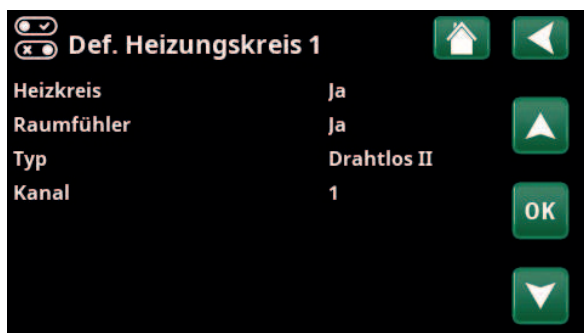 Def. Heizungskreis 1
Heizkreis Ja
Raumfühler Ja
Typ Drahtlos II
Kanal 1
OK